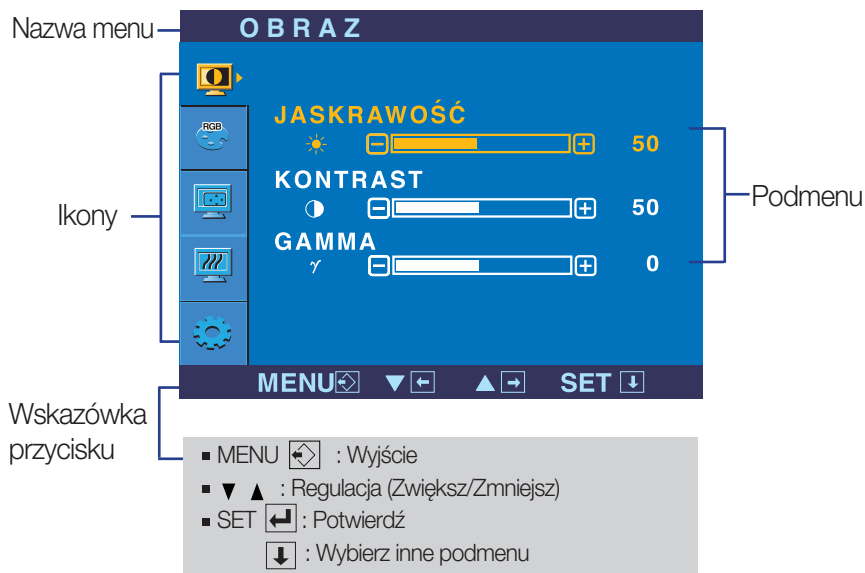 Nazwa menu
OBRAZ
RGB
JASKRAWOŚĆ
50
KONTRAST
50
GAMMA
γ 0
Ikony
Podmenu
MENU ▼ ▲ SET
Wskazówka
przycisku
■ MENU : Wyjście
■ ▼ ▲ : Regulacja (Zwiększ/Zmniejsz)
■ SET : Potwierdź
: Wybierz inne podmenu